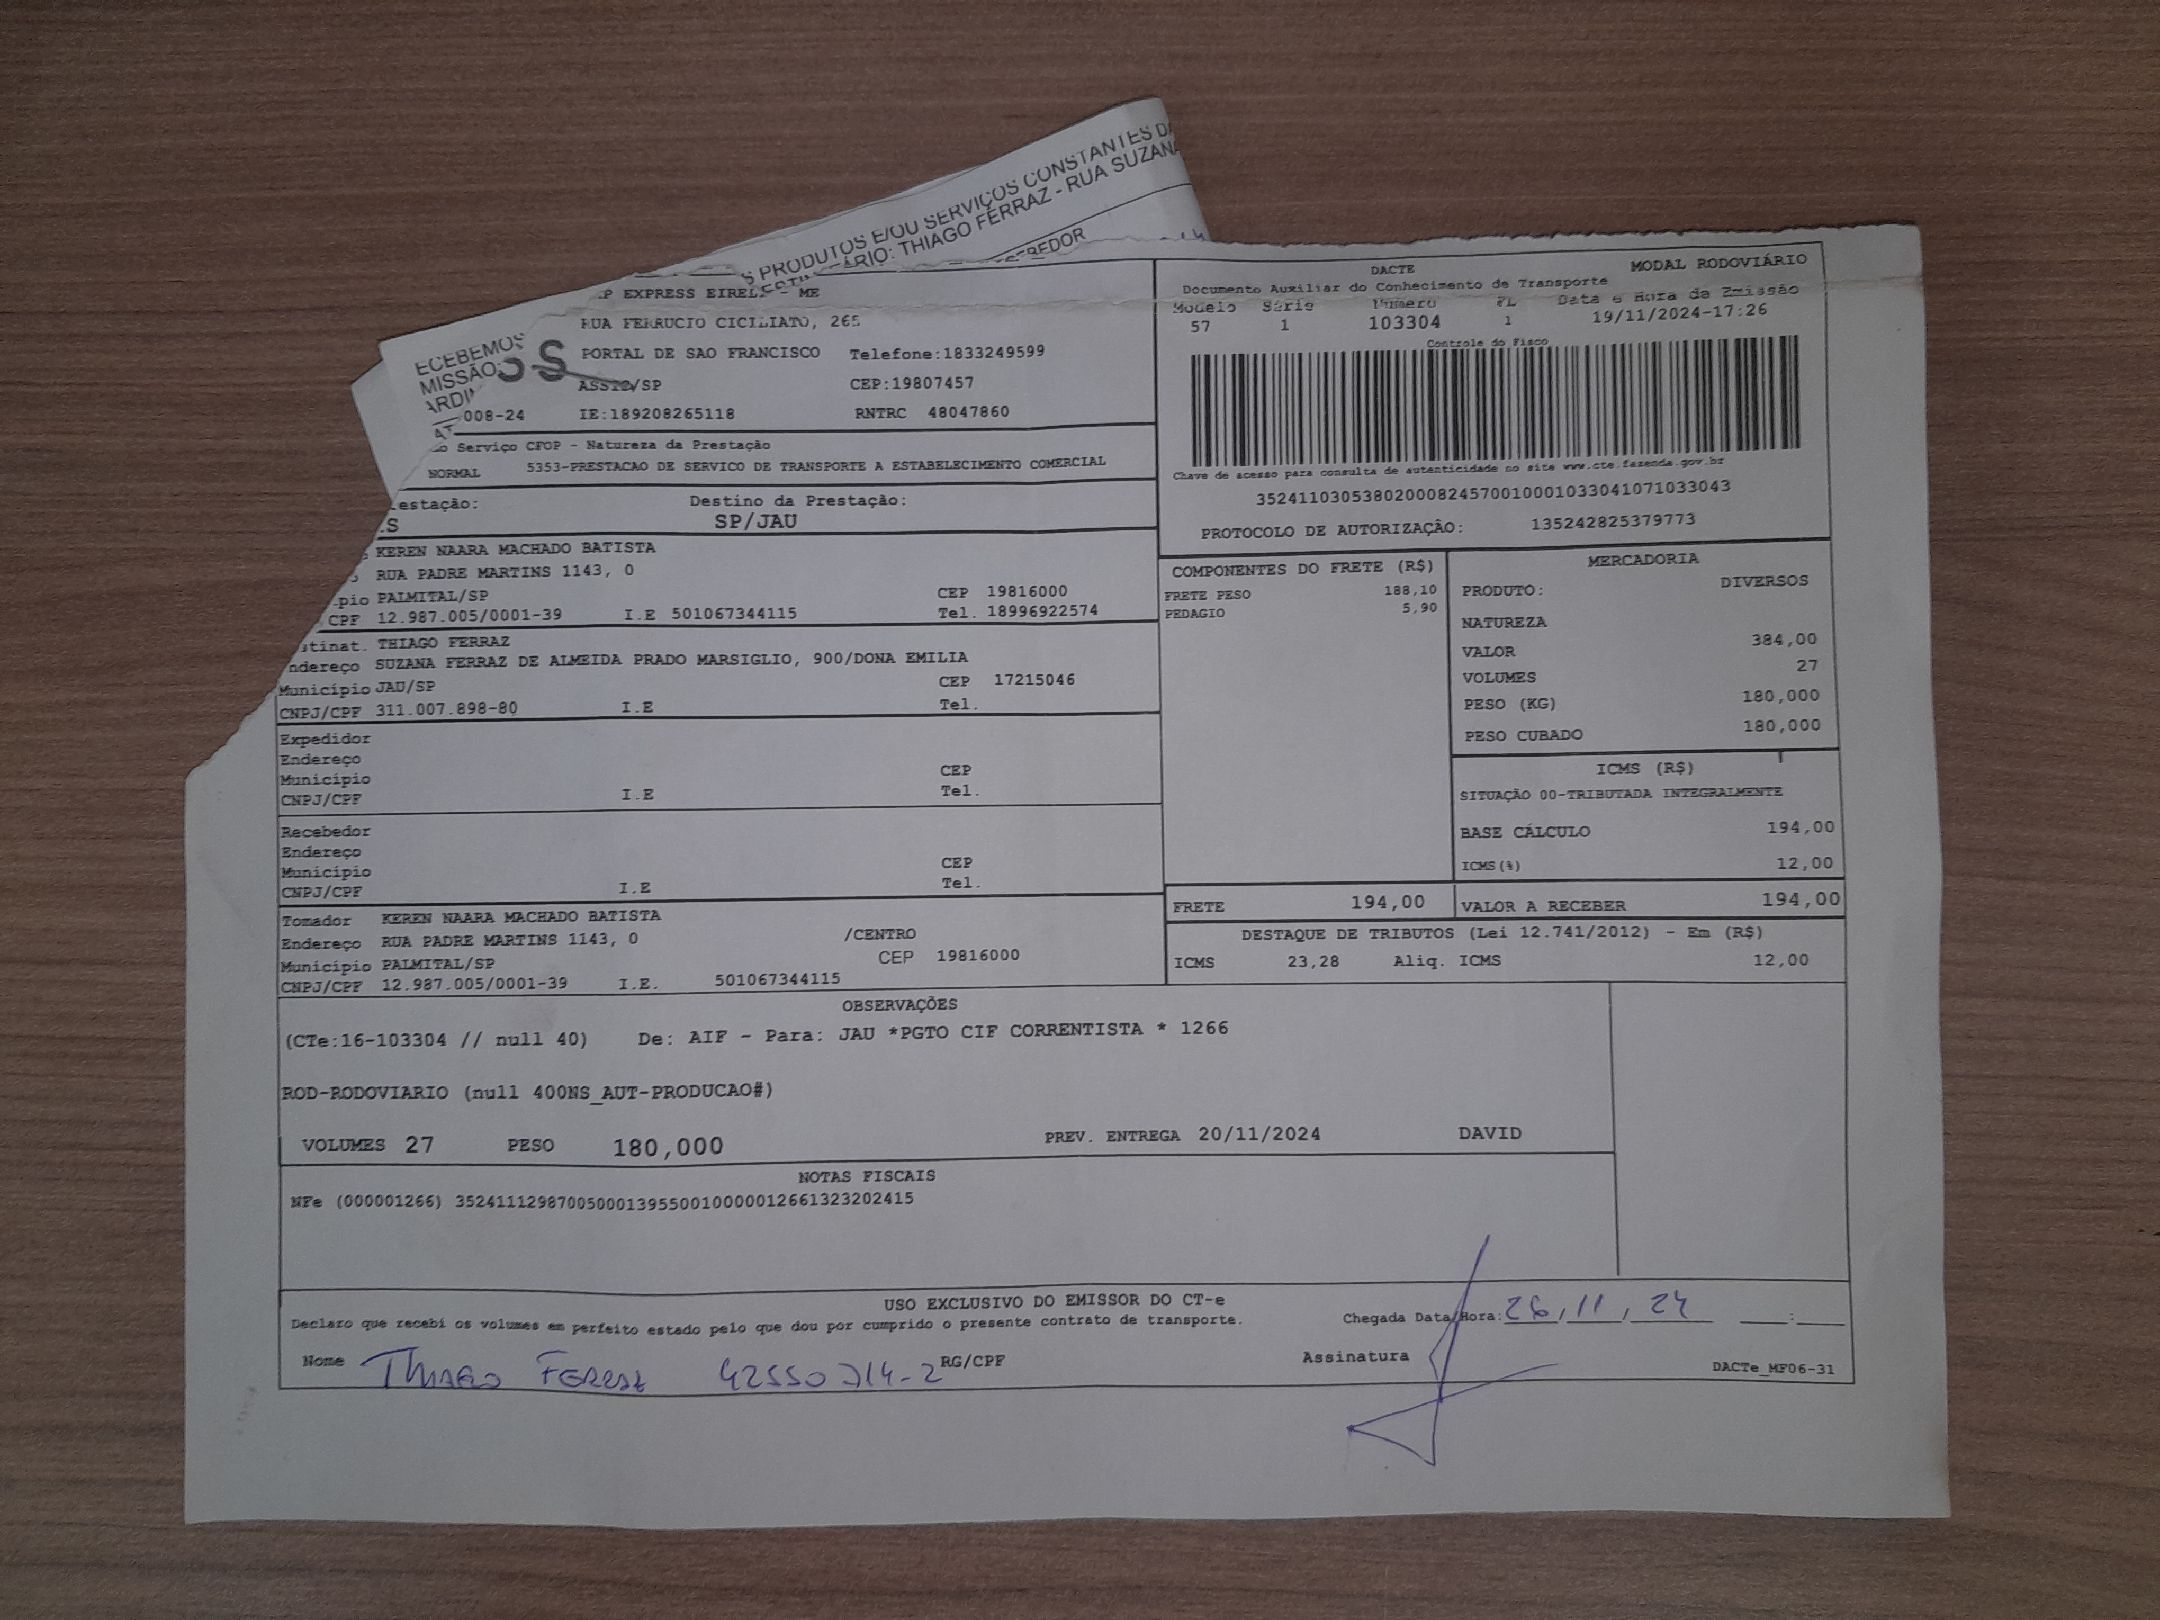 S PRODUTOS E/OU SERVIÇOS CONSTANTES D
ÁRIO: THIAGO FERRAZ - RUA SUZANA
EBEDOR
ECEBEMOS
MISSÃO
ARDI
OS
P EXPRESS EIRELI - ME
RUA FERRUCIO CICILIATO, 265
PORTAL DE SAO FRANCISCO Telefone:1833249599
ASSIS/SP CEP:19807457
008-24 IE:189208265118 RNTRC 48047860
o Serviço CFOP - Natureza da Prestação
NORMAL 5353-PRESTACAO DE SERVICO DE TRANSPORTE A ESTABELECIMENTO COMERCIAL
estação: Destino da Prestação:
S SP/JAU
DACTE MODAL RODOVIÁRIO
Documento Auxiliar do Conhecimento de Transporte
Modelo Série Número FL Data e Hora da Emissão
57 1 103304 1 19/11/2024-17:26
Controle do Fisco
Chave de acesso para consulta de autenticidade no site www.cte.fazenda.gov.br
35241103053802000824570010001033041071033043
PROTOCOLO DE AUTORIZAÇÃO: 135242825379773
KEREN NAARA MACHADO BATISTA
RUA PADRE MARTINS 1143, 0
pio PALMITAL/SP CEP 19816000
CPF 12.987.005/0001-39 I.E 501067344115 Tel. 18996922574
stinat. THIAGO FERRAZ
ndereço SUZANA FERRAZ DE ALMEIDA PRADO MARSIGLIO, 900/DONA EMILIA
Município JAU/SP CEP 17215046
CNPJ/CPF 311.007.898-80 I.E Tel.
Expedidor
Endereço
Município CEP
CNPJ/CPF I.E Tel.
Recebedor
Endereço
Município CEP
CNPJ/CPF I.E Tel.
Tomador KEREN NAARA MACHADO BATISTA
Endereço RUA PADRE MARTINS 1143, 0 /CENTRO
Município PALMITAL/SP CEP 19816000
CNPJ/CPF 12.987.005/0001-39 I.E. 501067344115
COMPONENTES DO FRETE (R$)
FRETE PESO 188,10
PEDAGIO 5,90
MERCADORIA
PRODUTO: DIVERSOS
NATUREZA
VALOR 384,00
VOLUMES 27
PESO (KG) 180,000
PESO CUBADO 180,000
ICMS (R$)
SITUAÇÃO 00-TRIBUTADA INTEGRALMENTE
BASE CÁLCULO 194,00
ICMS(%) 12,00
FRETE 194,00 VALOR A RECEBER 194,00
DESTAQUE DE TRIBUTOS (Lei 12.741/2012) - Em (R$)
ICMS 23,28 Aliq. ICMS 12,00
OBSERVAÇÕES
(CTe:16-103304 // null 40) De: AIF - Para: JAU *PGTO CIF CORRENTISTA * 1266
ROD-RODOVIARIO (null 400NS_AUT-PRODUCAO#)
VOLUMES 27 PESO 180,000 PREV. ENTREGA 20/11/2024 DAVID
NOTAS FISCAIS
NFe (000001266) 35241112987005000139550010000012661323202415
USO EXCLUSIVO DO EMISSOR DO CT-e
Declaro que recebi os volumes em perfeito estado pelo que dou por cumprido o presente contrato de transporte. Chegada Data/Hora: 26/11/24 :
Nome THIAGO FERRAZ RG/CPF Assinatura DACTe_MF06-31